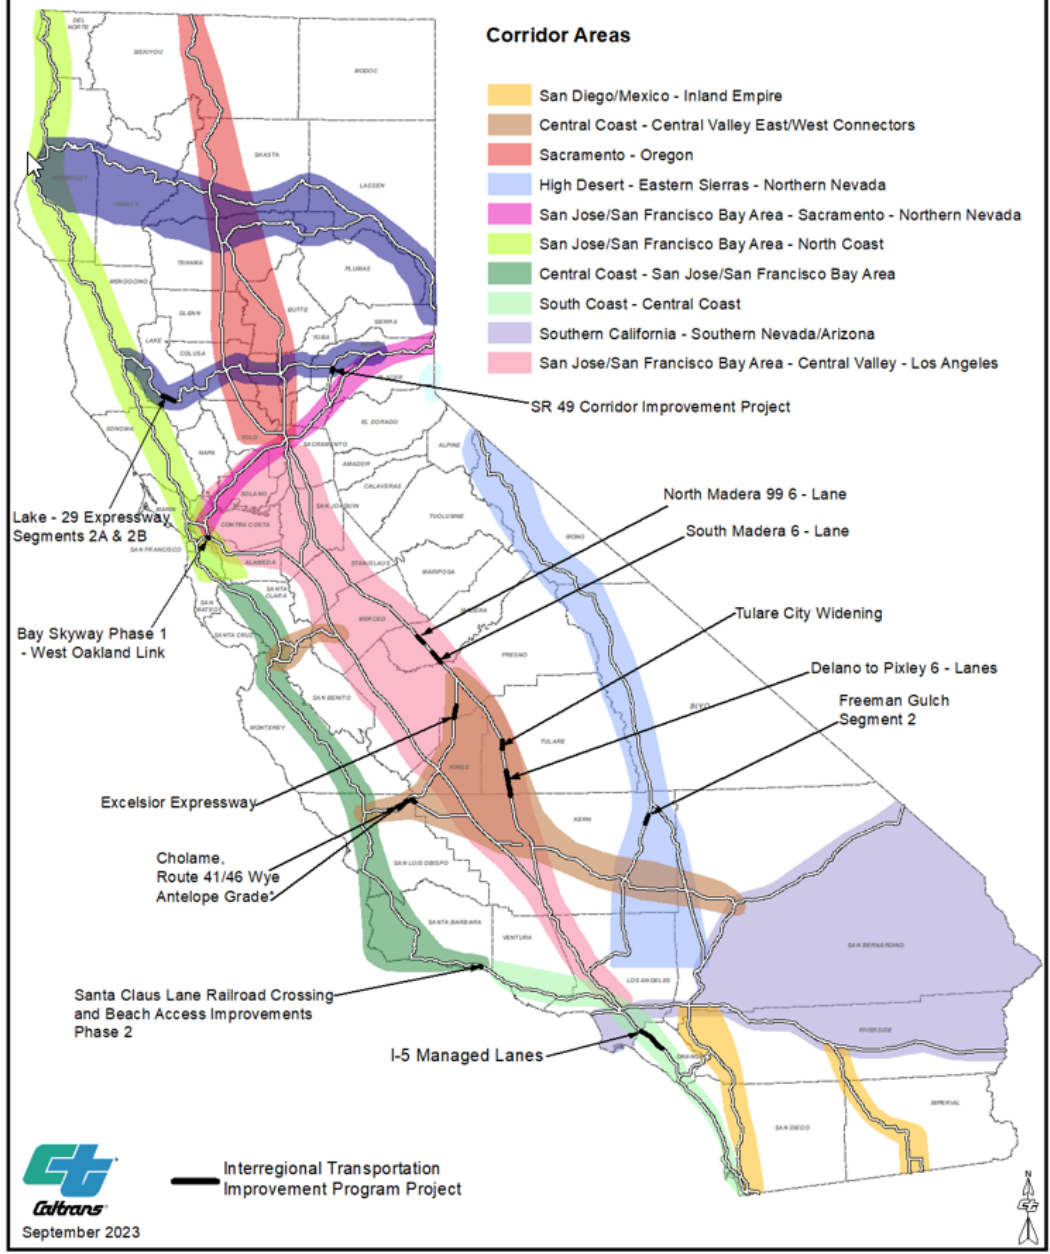 Corridor Areas
San Diego/Mexico - Inland Empire
Central Coast - Central Valley East/West Connectors
Sacramento - Oregon
High Desert - Eastern Sierras - Northern Nevada
San Jose/San Francisco Bay Area - Sacramento - Northern Nevada
San Jose/San Francisco Bay Area - North Coast
Central Coast - San Jose/San Francisco Bay Area
South Coast - Central Coast
Southern California - Southern Nevada/Arizona
San Jose/San Francisco Bay Area - Central Valley - Los Angeles
DEL
NORTE
SISKIYOU
MODOC
HUMBOLDT
TRINITY
SHASTA
LASSEN
TEHAMA
PLUMAS
MENDOCINO
GLENN
BUTTE
SIERRA
LAKE
COLUSA
YUBA
SR 49 Corridor Improvement Project
SONOMA
NAPA
YOLO
SACRAMENTO
EL DORADO
ALPINE
AMADOR
CALAVERAS
SOLANO
MARIN
CONTRA COSTA
SAN JOAQUIN
TUOLUMNE
MONO
North Madera 99 6 - Lane
Lake - 29 Expressway
Segments 2A & 2B
South Madera 6 - Lane
SAN FRANCISCO
ALAMEDA
STANISLAUS
MARIPOSA
SAN
MATEO
SANTA
CLARA
SANTA CRUZ
MERCED
MADERA
Tulare City Widening
Bay Skyway Phase 1
- West Oakland Link
FRESNO
Delano to Pixley 6 - Lanes
SAN BENITO
MONTEREY
INYO
Freeman Gulch
Segment 2
TULARE
KINGS
Excelsior Expressway
KERN
Cholame,
Route 41/46 Wye
Antelope Grade*
SAN LUIS OBISPO
SANTA BARBARA
VENTURA
SAN BERNARDINO
LOS ANGELES
Santa Claus Lane Railroad Crossing
and Beach Access Improvements
Phase 2
RIVERSIDE
I-5 Managed Lanes
ORANGE
SAN DIEGO
IMPERIAL
Interregional Transportation
Improvement Program Project
ct
Caltrans
September 2023
N
ct